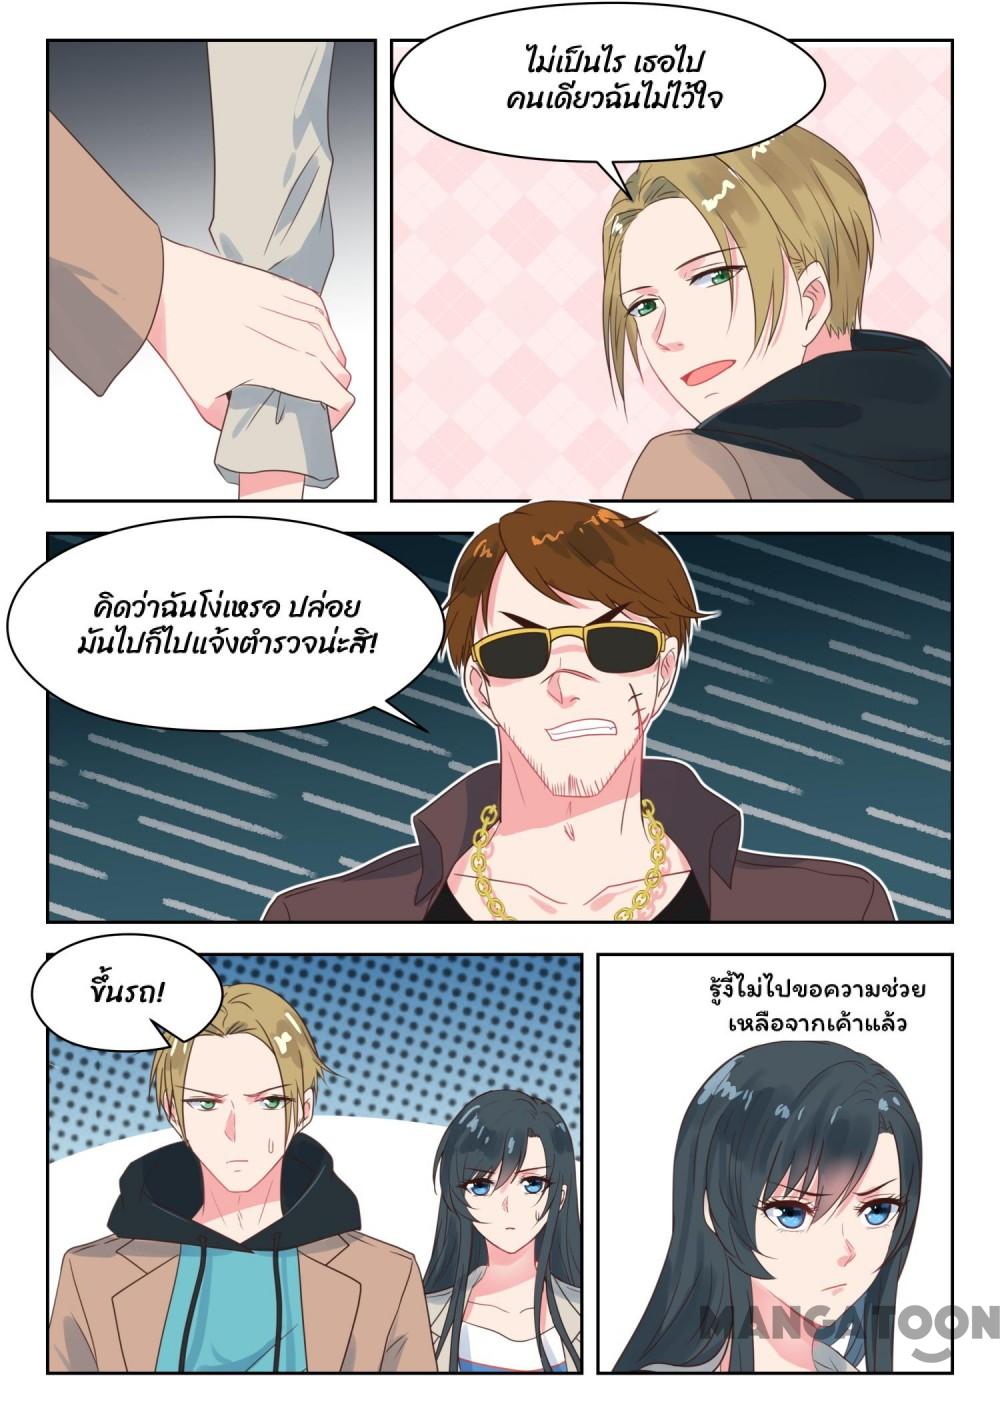 ไม่เป็นไร เธอไป
คนเดียวฉันไม่ไว้ใจ
คิดว่าฉันโง่เหรอ ปล่อย
มันไปก็ไปแจ้งตำรวจน่ะสิ!
ขึ้นรถ!
รู้งี้ไม่ไปขอความช่วย
เหลือจากเค้าแล้ว
MANGATOON